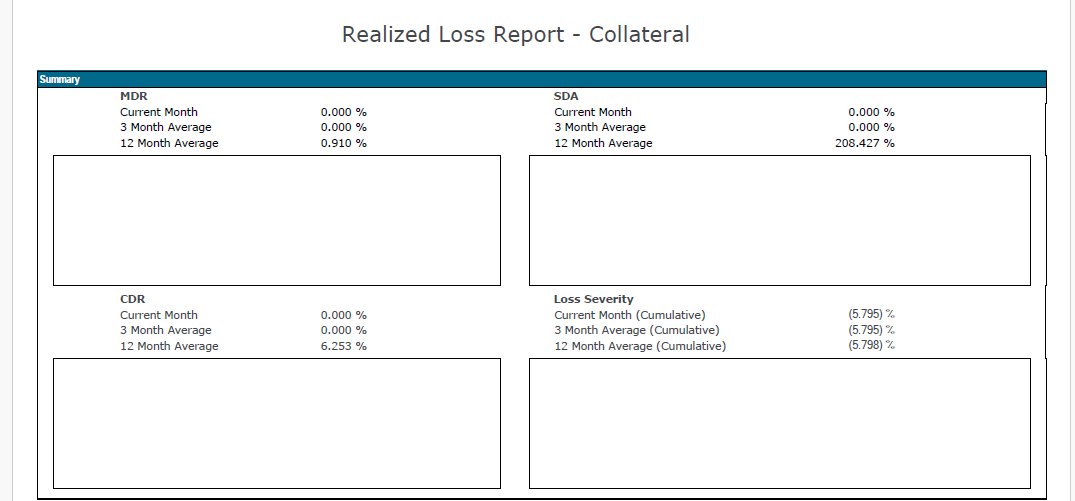 Realized Loss Report - Collateral
Summary
MDR
Current Month 0.000 %
3 Month Average 0.000 %
12 Month Average 0.910 %
SDA
Current Month 0.000 %
3 Month Average 0.000 %
12 Month Average 208.427 %
CDR
Current Month 0.000 %
3 Month Average 0.000 %
12 Month Average 6.253 %
Loss Severity
Current Month (Cumulative) (5.795) %
3 Month Average (Cumulative) (5.795) %
12 Month Average (Cumulative) (5.798) %